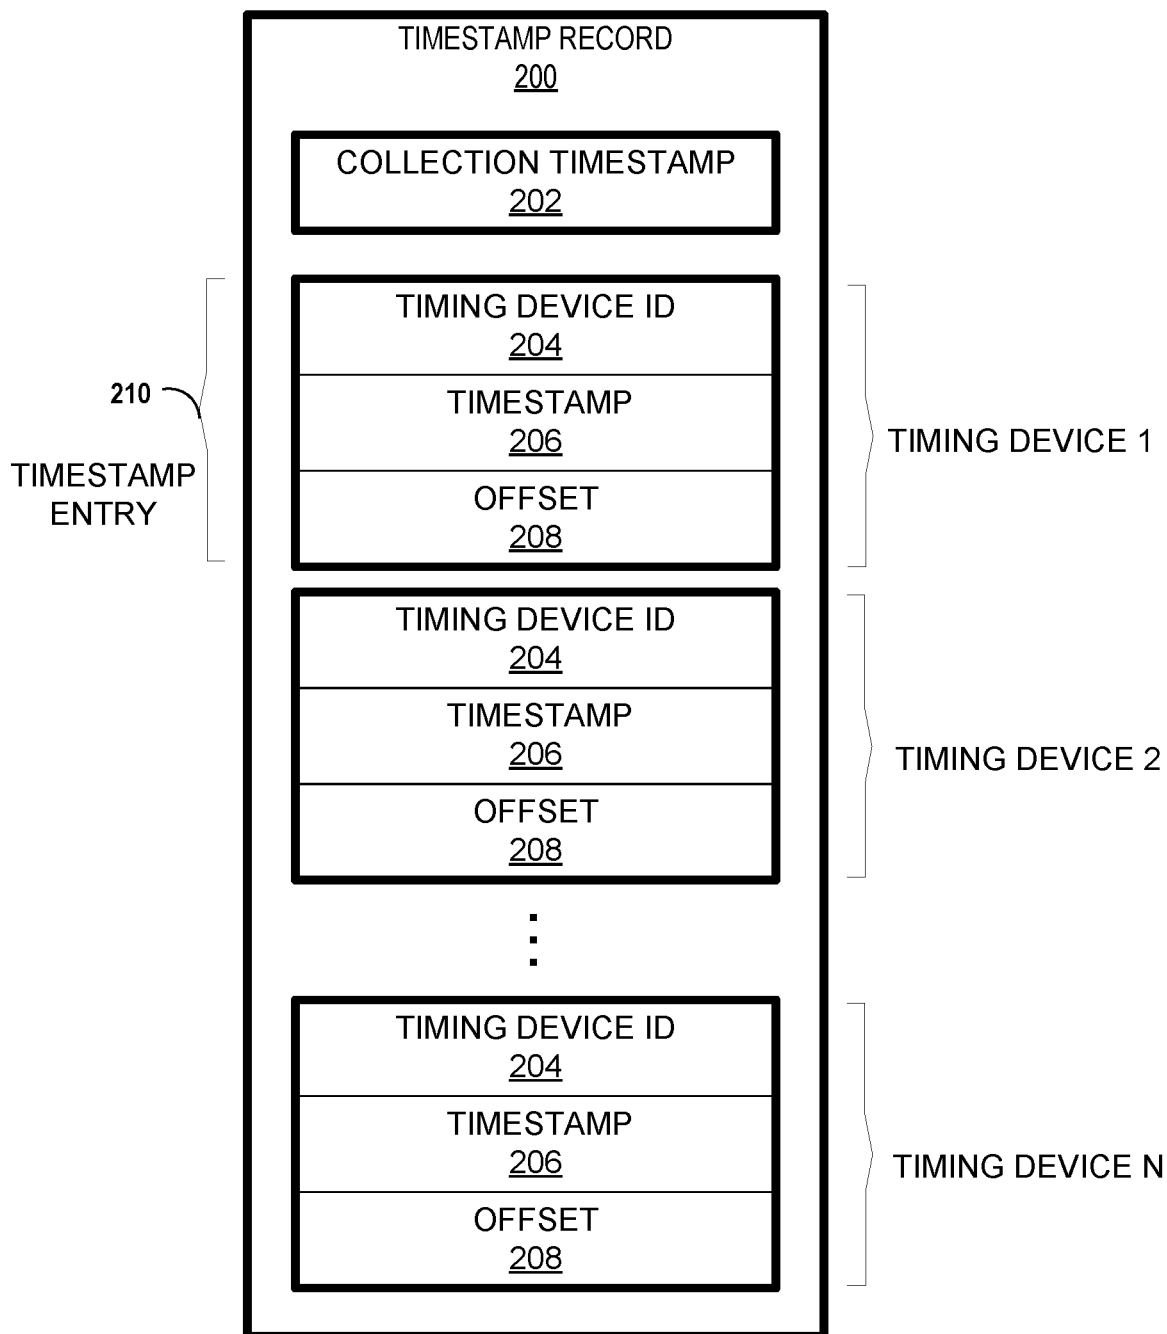 TIMESTAMP RECORD
200
COLLECTION TIMESTAMP
202
TIMING DEVICE ID
204
TIMESTAMP
206
OFFSET
208
210
TIMESTAMP
ENTRY
TIMING DEVICE 1
TIMING DEVICE ID
204
TIMESTAMP
206
OFFSET
208
TIMING DEVICE 2
TIMING DEVICE ID
204
TIMESTAMP
206
OFFSET
208
TIMING DEVICE N